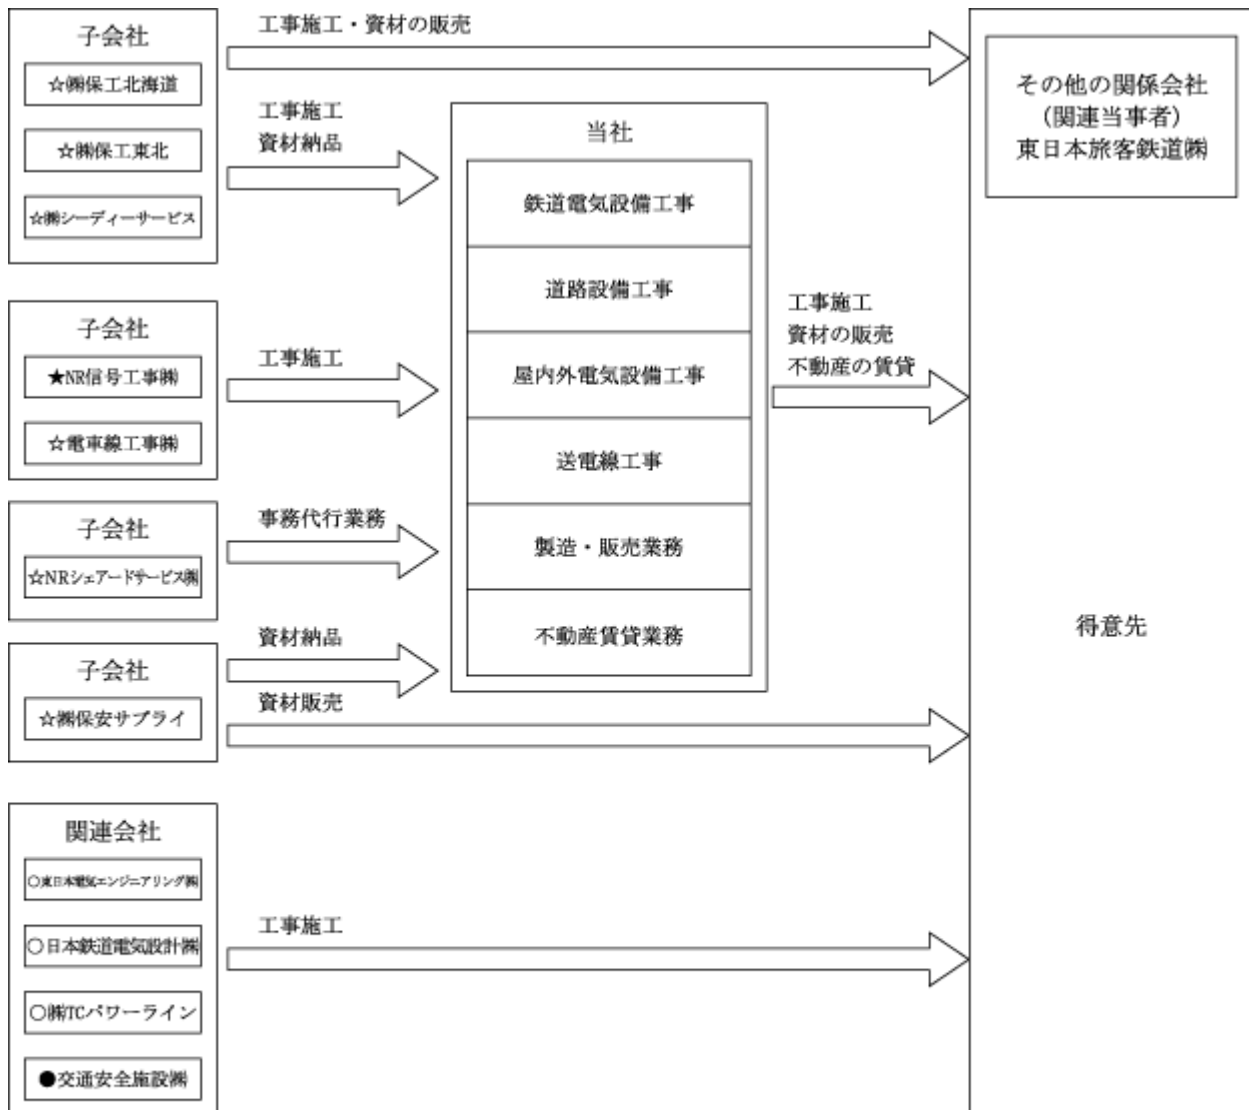 子会社
☆㈱保工北海道
☆㈱保工東北
☆㈱シーディーサービス
工事施工・資材の販売
工事施工
資材納品
子会社
★NR信号工事㈱
☆電車線工事㈱
工事施工
子会社
☆NRシェアードサービス㈱
事務代行業務
子会社
☆㈱保安サプライ
資材納品
資材販売
関連会社
○東日本電気エンジニアリング㈱
○日本鉄道電気設計㈱
○㈱TCパワーライン
●交通安全施設㈱
工事施工
当社
鉄道電気設備工事
道路設備工事
屋内外電気設備工事
送電線工事
製造・販売業務
不動産賃貸業務
工事施工
資材の販売
不動産の賃貸
その他の関係会社
(関連当事者)
東日本旅客鉄道㈱
得意先